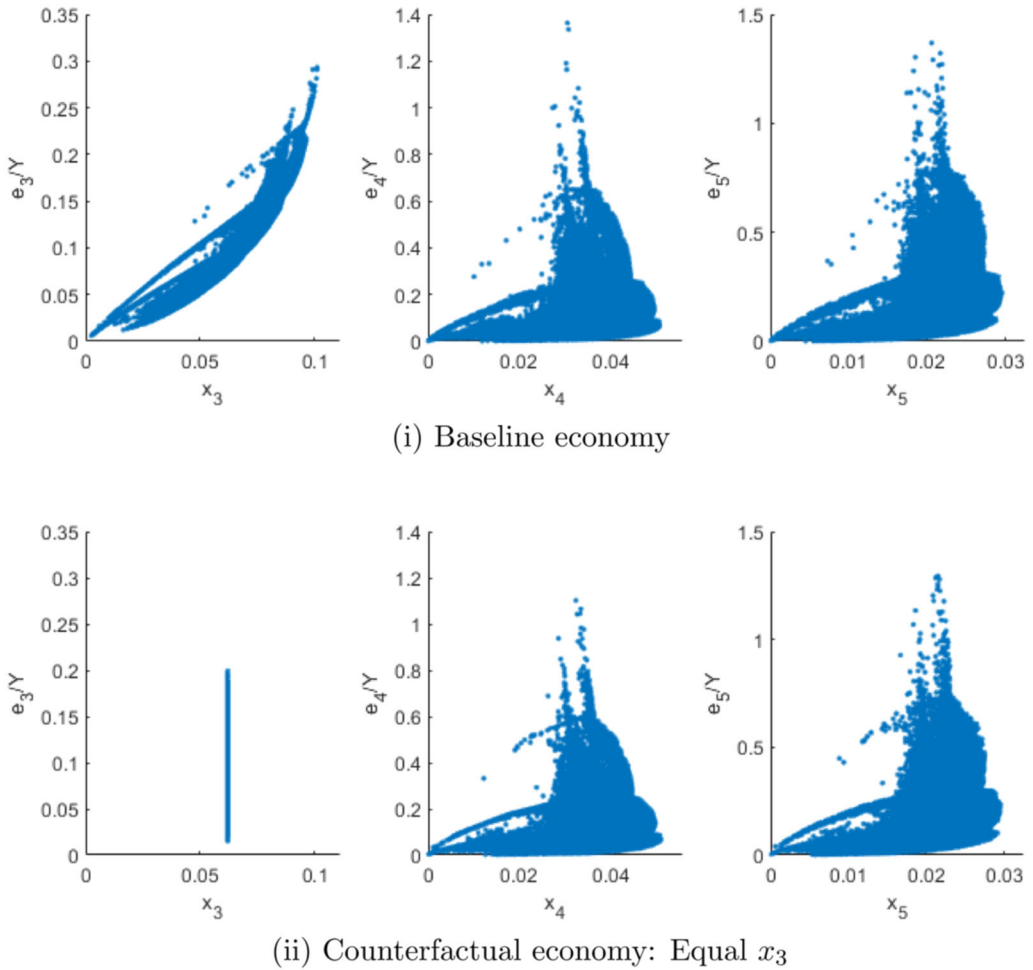 0.35
0.3
0.25
0.2
0.15
0.1
0.05
0
e₃/Y
0 0.05 0.1
x₃
1.4
1.2
1
0.8
0.6
0.4
0.2
0
e₄/Y
0 0.02 0.04
x₄
1.5
1
0.5
0
e₅/Y
0 0.01 0.02 0.03
x₅
(i) Baseline economy
0.35
0.3
0.25
0.2
0.15
0.1
0.05
0
e₃/Y
0 0.05 0.1
x₃
1.4
1.2
1
0.8
0.6
0.4
0.2
0
e₄/Y
0 0.02 0.04
x₄
1.5
1
0.5
0
e₅/Y
0 0.01 0.02 0.03
x₅
(ii) Counterfactual economy: Equal x₃